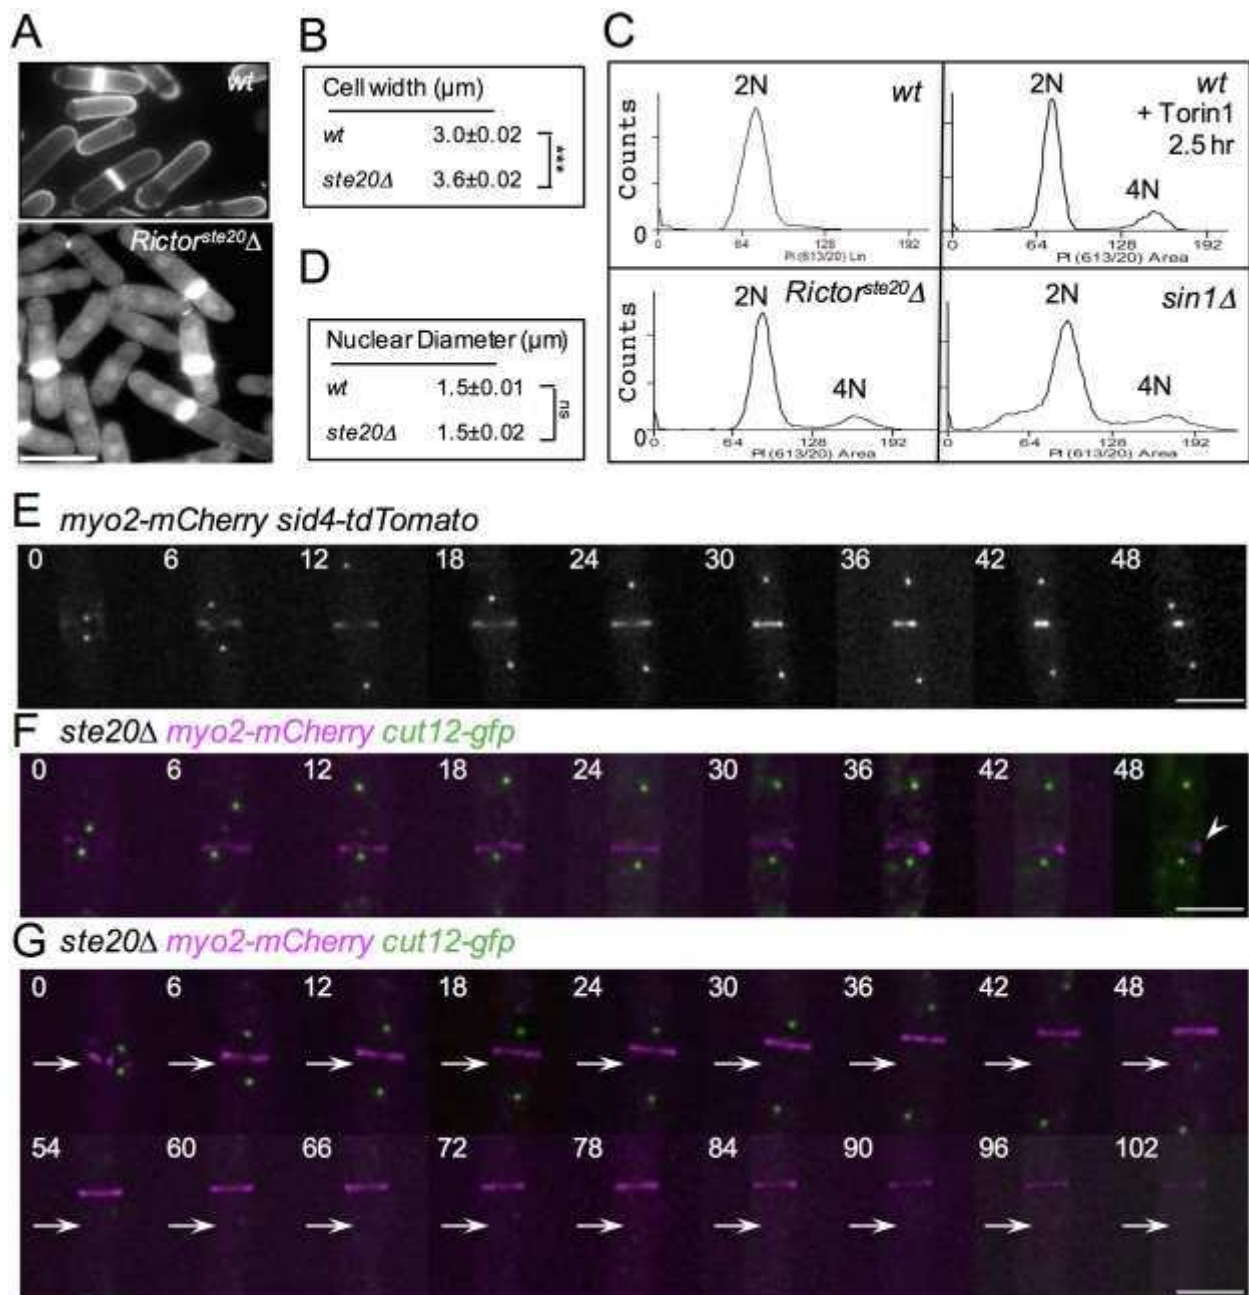 A
wt
Rictorste20Δ
B
Cell width (µm)
wt 3.0±0.02
ste20Δ 3.6±0.02
***
D
Nuclear Diameter (µm)
wt 1.5±0.01
ste20Δ 1.5±0.02
ns
C
2N wt
Counts
0
0 64 128 192
PI (613/20) Lin
2N wt
+ Torin1
2.5 hr
4N
0 64 128 192
PI (613/20) Area
2N Rictorste20Δ
4N
Counts
0
0 64 128 192
PI (613/20) Area
2N sin1Δ
4N
0 64 128 192
PI (613/20) Area
E myo2-mCherry sid4-tdTomato
0 6 12 18 24 30 36 42 48
F ste20Δ myo2-mCherry cut12-gfp
0 6 12 18 24 30 36 42 48
G ste20Δ myo2-mCherry cut12-gfp
0 6 12 18 24 30 36 42 48
54 60 66 72 78 84 90 96 102